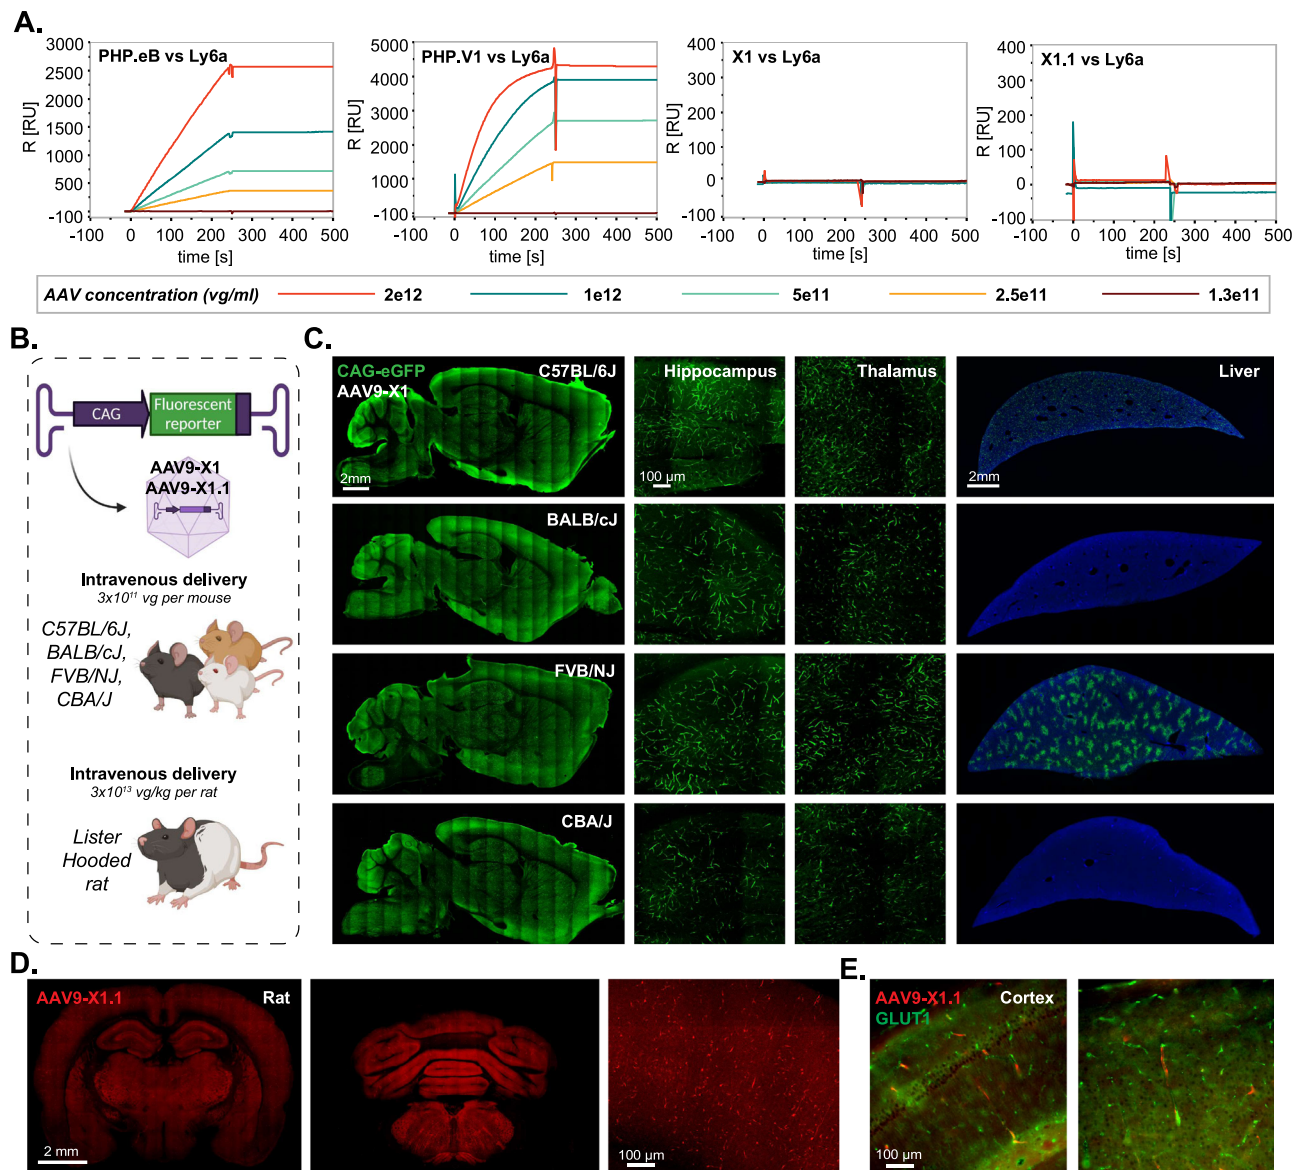 A.
PHP.eB vs Ly6a
R [RU]
3000
2500
2000
1500
1000
500
-100
-100 0 100 200 300 400 500
time [s]
PHP.V1 vs Ly6a
R [RU]
5000
4000
3000
2000
1000
-100
-100 0 100 200 300 400 500
time [s]
X1 vs Ly6a
R [RU]
400
300
200
100
0
-100
-100 0 100 200 300 400 500
time [s]
X1.1 vs Ly6a
R [RU]
400
300
200
100
0
-100
-100 0 100 200 300 400 500
time [s]
AAV concentration (vg/ml) 2e12 1e12 5e11 2.5e11 1.3e11
B.
CAG
Fluorescent
reporter
AAV9-X1
AAV9-X1.1
Intravenous delivery
3x10¹¹ vg per mouse
C57BL/6J,
BALB/cJ,
FVB/NJ,
CBA/J
Intravenous delivery
3x10¹³ vg/kg per rat
Lister
Hooded
rat
C.
CAG-eGFP
AAV9-X1
C57BL/6J
2mm
Hippocampus
100 µm
Thalamus
Liver
2mm
BALB/cJ
FVB/NJ
CBA/J
D.
AAV9-X1.1
Rat
2 mm
100 µm
E.
AAV9-X1.1
GLUT1
Cortex
100 µm